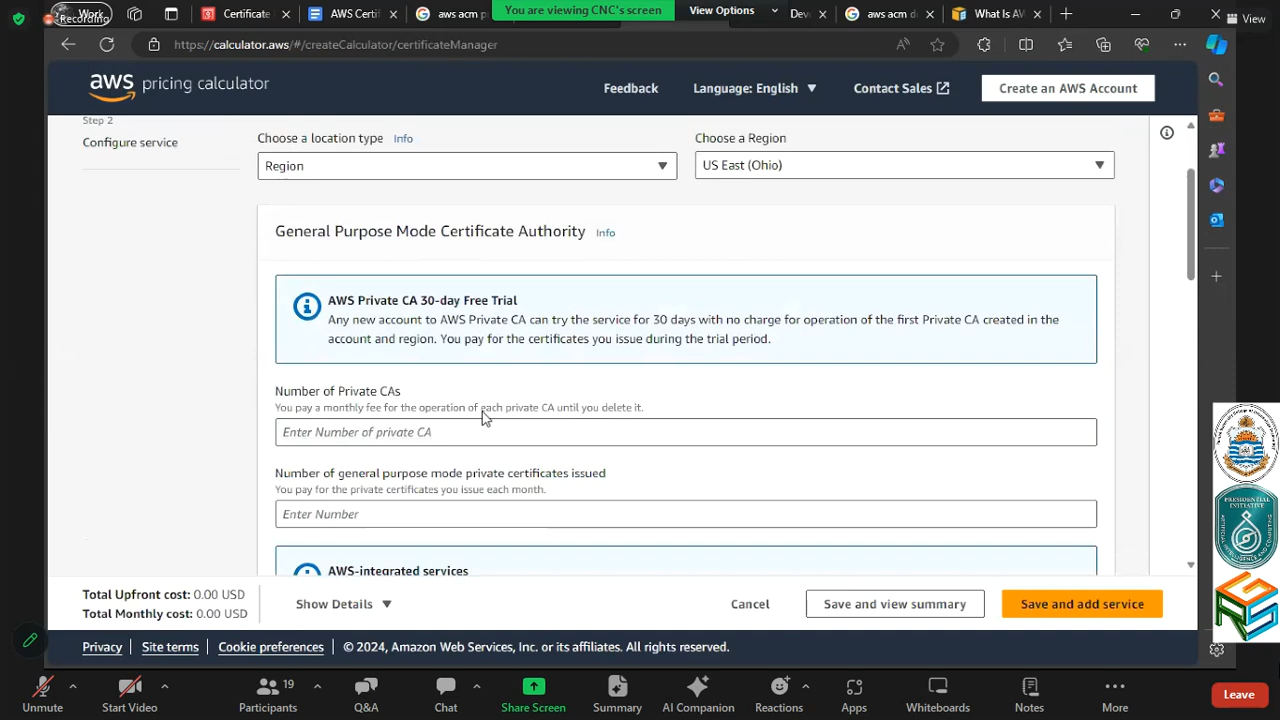 Recording
Work
Certificate
AWS Certif
aws acm p
You are viewing CNC's screen
View Options
Dev
aws acm d
What Is AW
View
https://calculator.aws/#/createCalculator/certificateManager
aws pricing calculator
Feedback
Language: English
Contact Sales
Create an AWS Account
Step 2
Configure service
Choose a location type
Info
Region
Choose a Region
US East (Ohio)
General Purpose Mode Certificate Authority
Info
AWS Private CA 30-day Free Trial
Any new account to AWS Private CA can try the service for 30 days with no charge for operation of the first Private CA created in the
account and region. You pay for the certificates you issue during the trial period.
Number of Private CAs
You pay a monthly fee for the operation of each private CA until you delete it.
Enter Number of private CA
Number of general purpose mode private certificates issued
You pay for the private certificates you issue each month.
Enter Number
AWS-integrated services
Total Upfront cost: 0.00 USD
Total Monthly cost: 0.00 USD
Show Details
Cancel
Save and view summary
Save and add service
Privacy
Site terms
Cookie preferences
© 2024, Amazon Web Services, Inc. or its affiliates. All rights reserved.
PRESIDENTIAL
INITIATIVE
Unmute
Start Video
19
Participants
Q&A
Chat
Share Screen
Summary
AI Companion
Reactions
Apps
Whiteboards
Notes
More
Leave